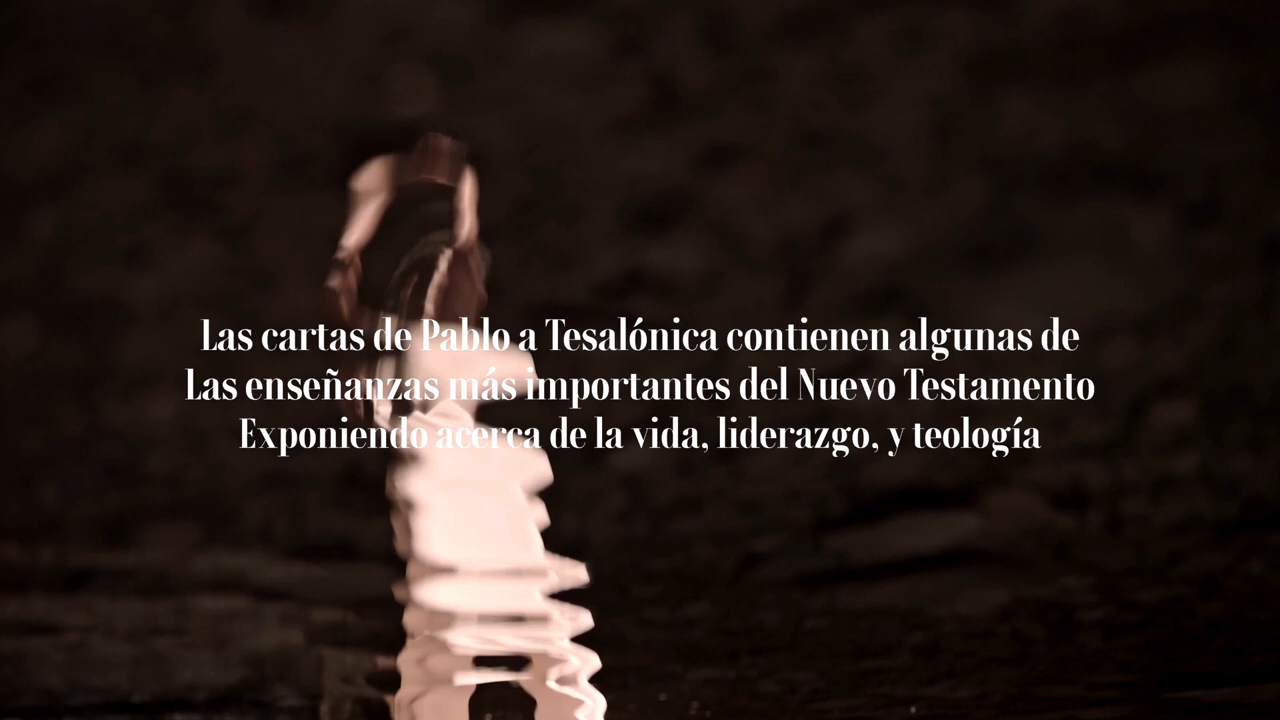 Las cartas de Pablo a Tesalónica contienen algunas de
Las enseñanzas más importantes del Nuevo Testamento
Exponiendo acerca de la vida, liderazgo, y teología